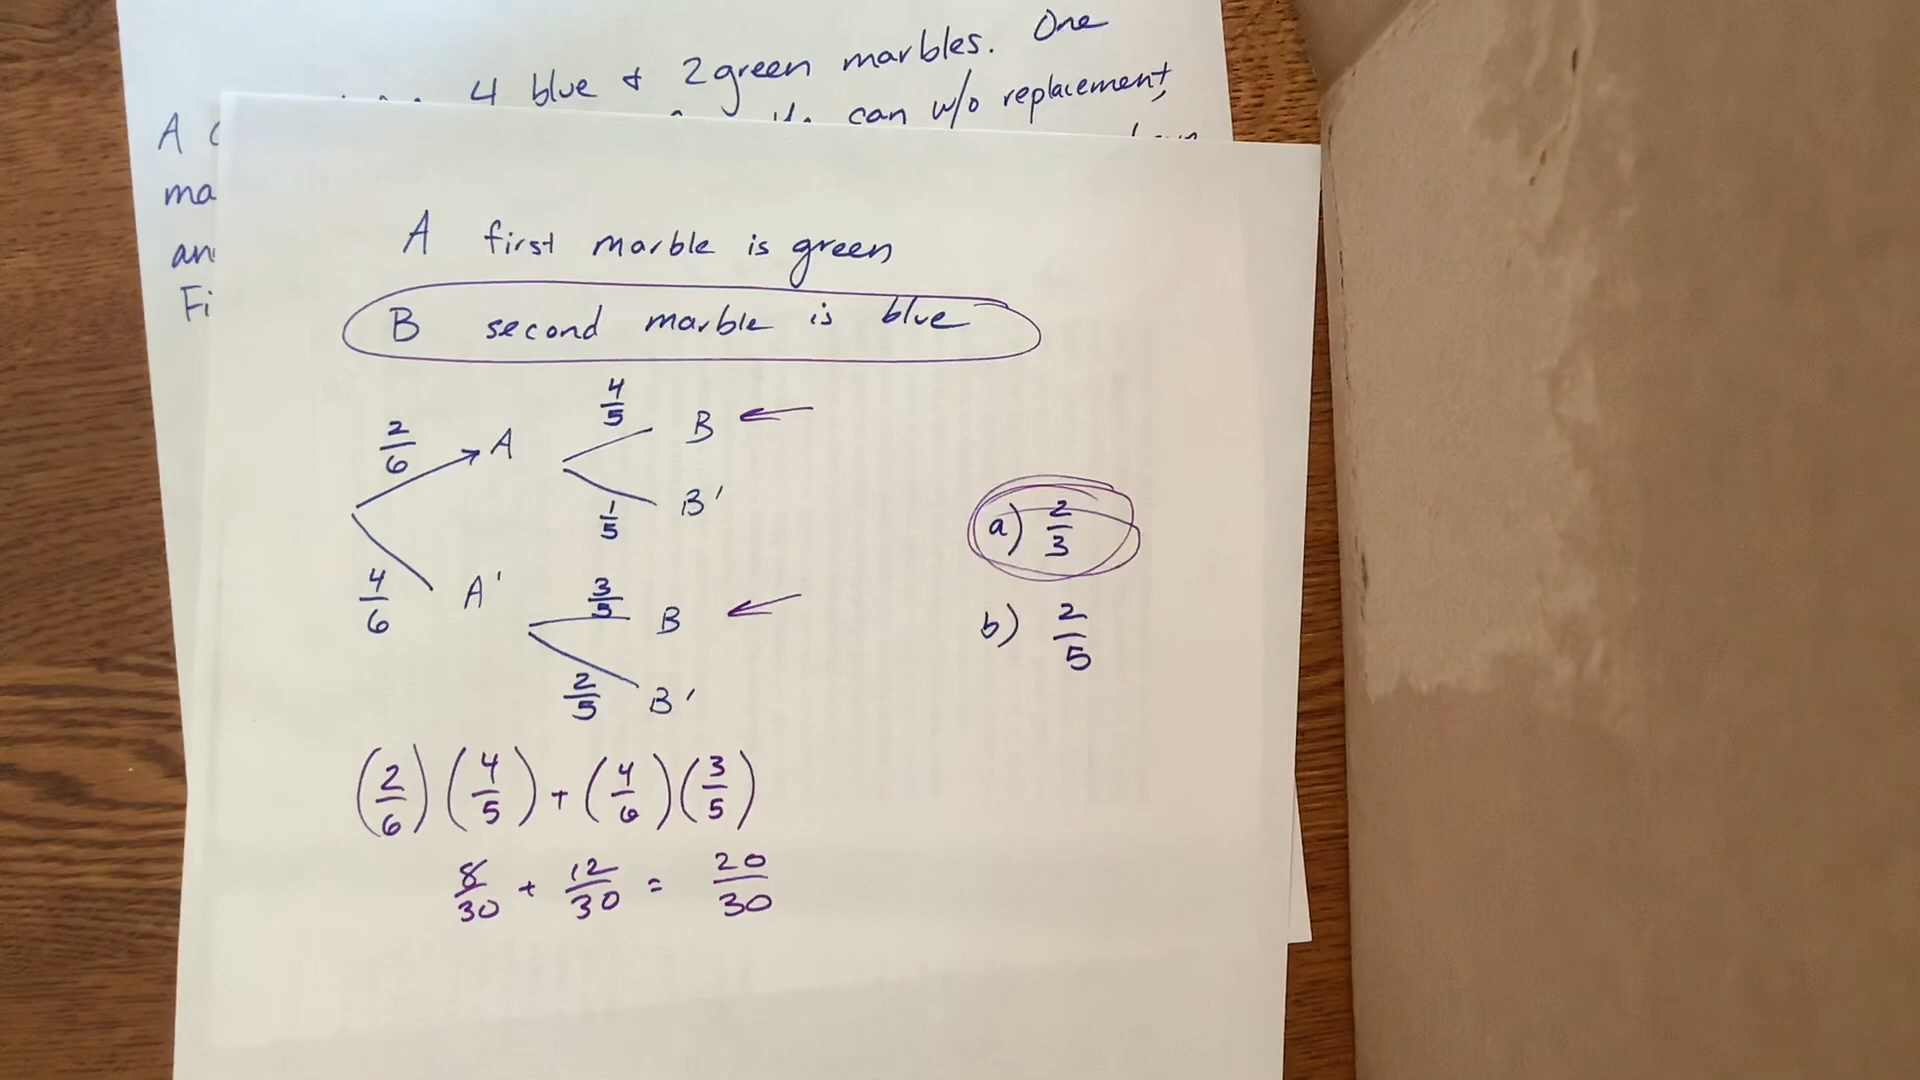 4 blue & 2 green marbles. One
A can w/o replacement,
ma
an
Fi
A first marble is green
B second marble is blue
2/6 A 4/5 B
1/5 B'
4/6 A' 3/5 B
2/5 B'
a) 2/3
b) 2/5
(2/6)(4/5) + (4/6)(3/5)
8/30 + 12/30 = 20/30